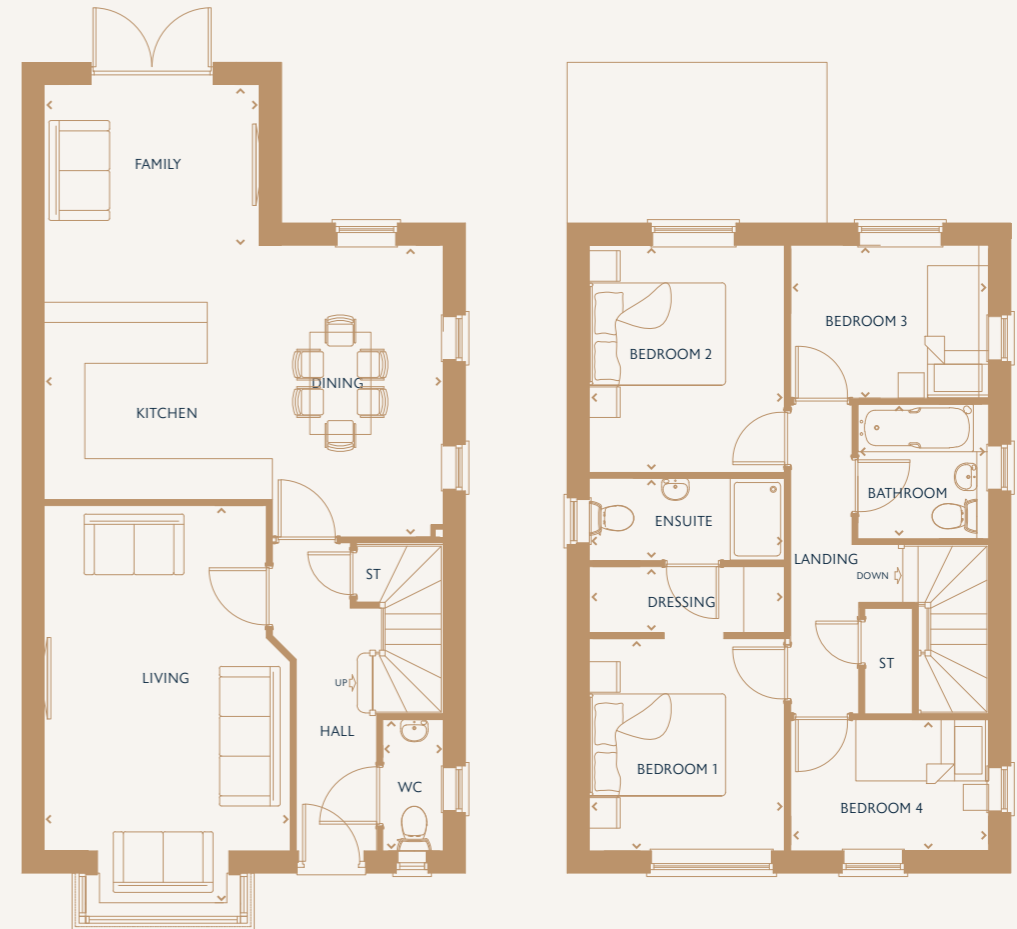 FAMILY
DINING
KITCHEN
ST
LIVING
UP
HALL
WC
BEDROOM 3
BEDROOM 2
BATHROOM
ENSUITE
LANDING
DOWN
DRESSING
ST
BEDROOM 1
BEDROOM 4